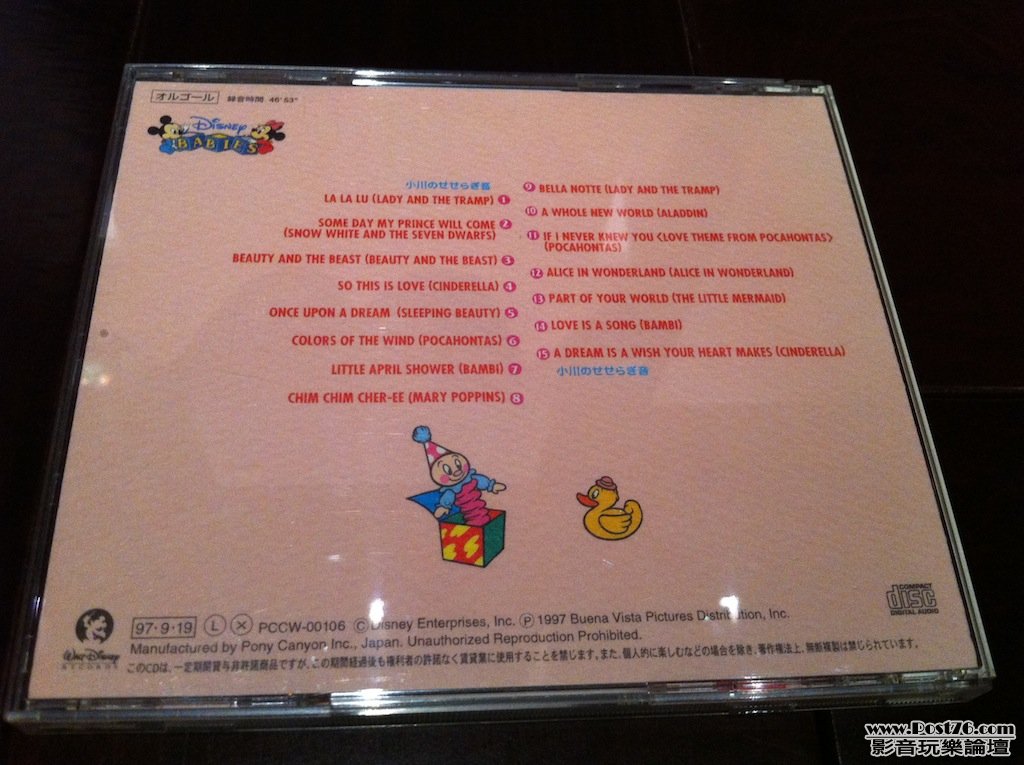 オルゴール 録音時間 46'53"
Disney
BABIES
小川のせせらぎ音
LA LA LU (LADY AND THE TRAMP) 1
SOME DAY MY PRINCE WILL COME 2
(SNOW WHITE AND THE SEVEN DWARFS)
BEAUTY AND THE BEAST (BEAUTY AND THE BEAST) 3
SO THIS IS LOVE (CINDERELLA) 4
ONCE UPON A DREAM (SLEEPING BEAUTY) 5
COLORS OF THE WIND (POCAHONTAS) 6
LITTLE APRIL SHOWER (BAMBI) 7
CHIM CHIM CHER-EE (MARY POPPINS) 8
9 BELLA NOTTE (LADY AND THE TRAMP)
10 A WHOLE NEW WORLD (ALADDIN)
11 IF I NEVER KNEW YOU <LOVE THEME FROM POCAHONTAS>
(POCAHONTAS)
12 ALICE IN WONDERLAND (ALICE IN WONDERLAND)
13 PART OF YOUR WORLD (THE LITTLE MERMAID)
14 LOVE IS A SONG (BAMBI)
15 A DREAM IS A WISH YOUR HEART MAKES (CINDERELLA)
小川のせせらぎ音
COMPACT
disc
DIGITAL AUDIO
WALT DISNEY
RECORDS
97・9・19 Ⓛ Ⓧ PCCW-00106 © Disney Enterprises, Inc. Ⓟ 1997 Buena Vista Pictures Distribution, Inc.
Manufactured by Pony Canyon Inc., Japan. Unauthorized Reproduction Prohibited.
このCDは、一定期間貸与非許諾商品ですが、この期間経過後も権利者の許諾なく賃貸業に使用することを禁じます。また、個人的に楽しむなどの場合を除き、著作権法上、無断複製は禁じられています。
www.Post76.com
影音玩樂論壇